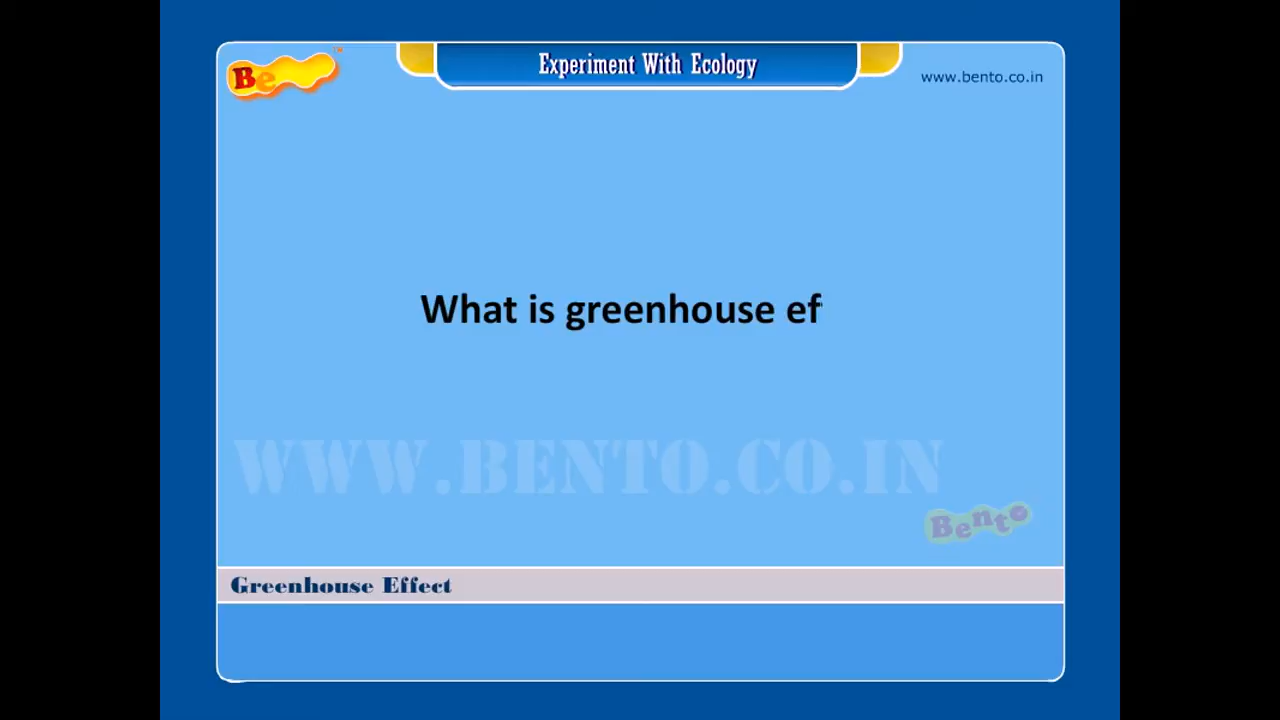 Be
Experiment With Ecology
www.bento.co.in
What is greenhouse ef
WWW.BENTO.CO.IN
Bento
Greenhouse Effect